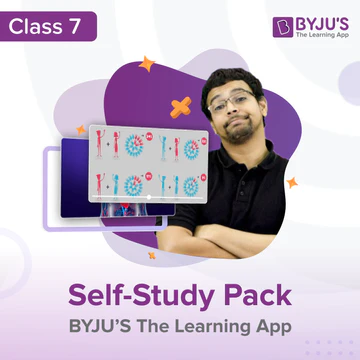 Class 7
BYJU'S
The Learning App
Self-Study Pack
BYJU'S The Learning App